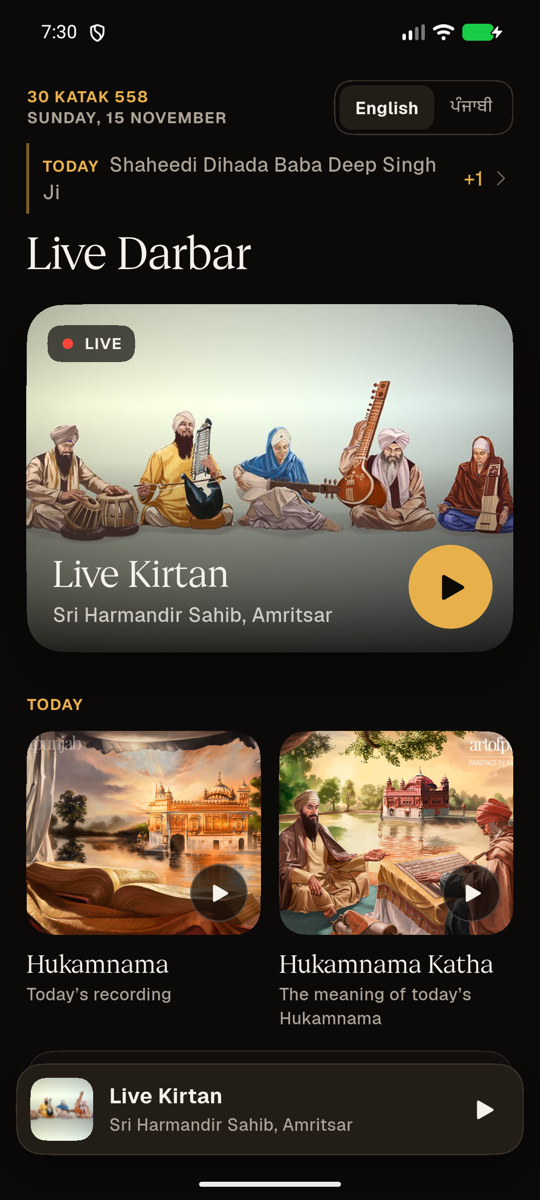 7:30
30 KATAK 558
SUNDAY, 15 NOVEMBER
English
ਪੰਜਾਬੀ
TODAY Shaheedi Dihada Baba Deep Singh
Ji
+1
Live Darbar
LIVE
Live Kirtan
Sri Harmandir Sahib, Amritsar
TODAY
punjab
artofp
Hukamnama
Today’s recording
Hukamnama Katha
The meaning of today’s
Hukamnama
Live Kirtan
Sri Harmandir Sahib, Amritsar